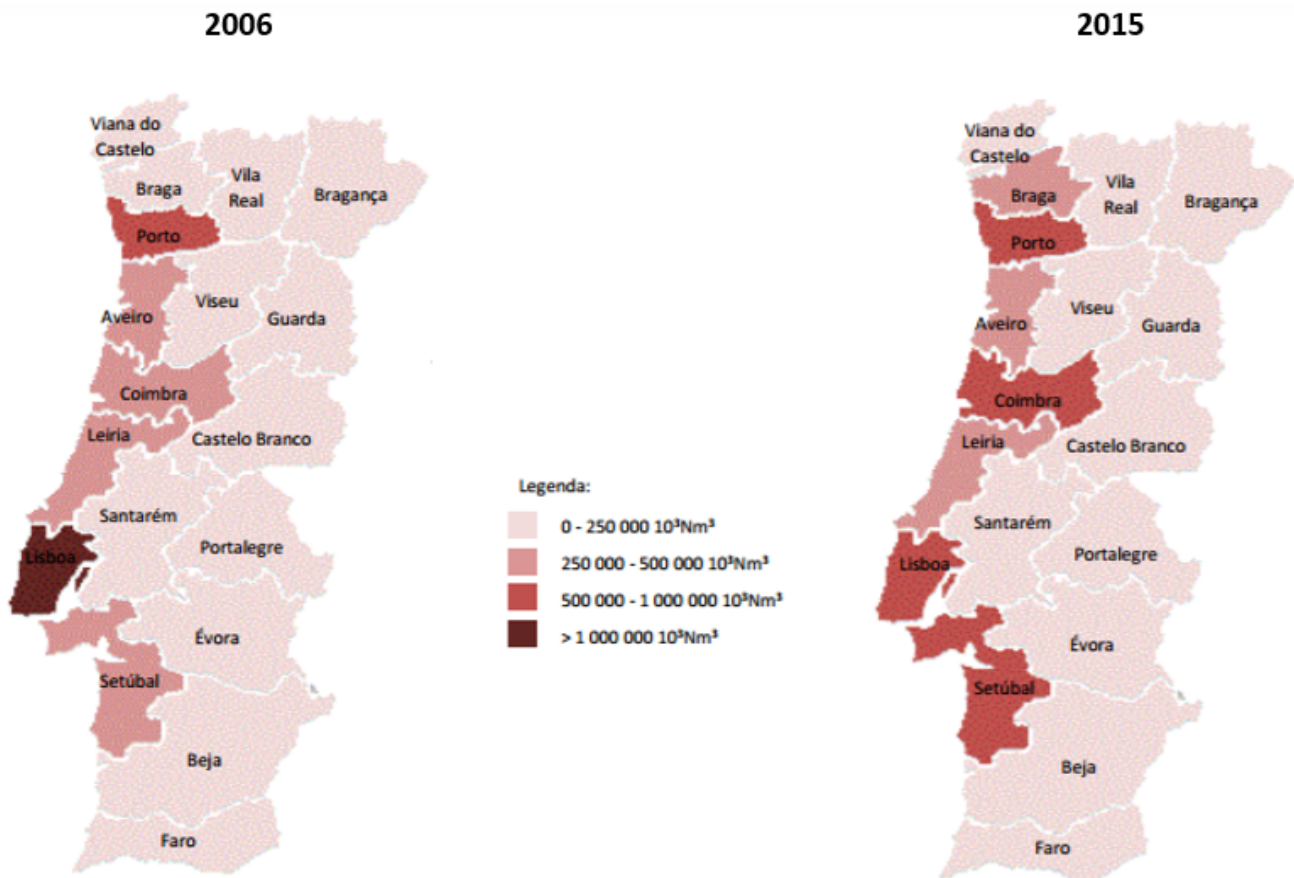 2006
2015
Viana do
Castelo
Braga
Vila
Real
Bragança
Porto
Aveiro
Viseu
Guarda
Coimbra
Leiria
Castelo Branco
Santarém
Portalegre
Lisboa
Évora
Setúbal
Beja
Faro
Legenda:
0 - 250 000 10³Nm³
250 000 - 500 000 10³Nm³
500 000 - 1 000 000 10³Nm³
> 1 000 000 10³Nm³
Viana do
Castelo
Braga
Vila
Real
Bragança
Porto
Aveiro
Viseu
Guarda
Coimbra
Leiria
Castelo Branco
Santarém
Portalegre
Lisboa
Évora
Setúbal
Beja
Faro